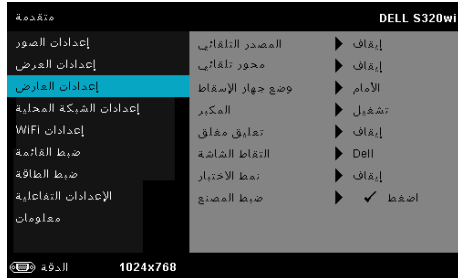 متقدمة
DELL S320wi
إعدادات الصور
إعدادات العرض
إعدادات العارض
إعدادات الشبكة المحلية
إعدادات WiFi
ضبط القائمة
ضبط الطاقة
الإعدادات التفاعلية
معلومات
المصدر التلقائي إيقاف
محور تلقائي إيقاف
وضع جهاز الإسقاط الأمام
المكبر تشغيل
تعليق مغلق إيقاف
التقاط الشاشة Dell
نمط الاختبار إيقاف
ضبط المصنع اضغط
الدقة 1024x768